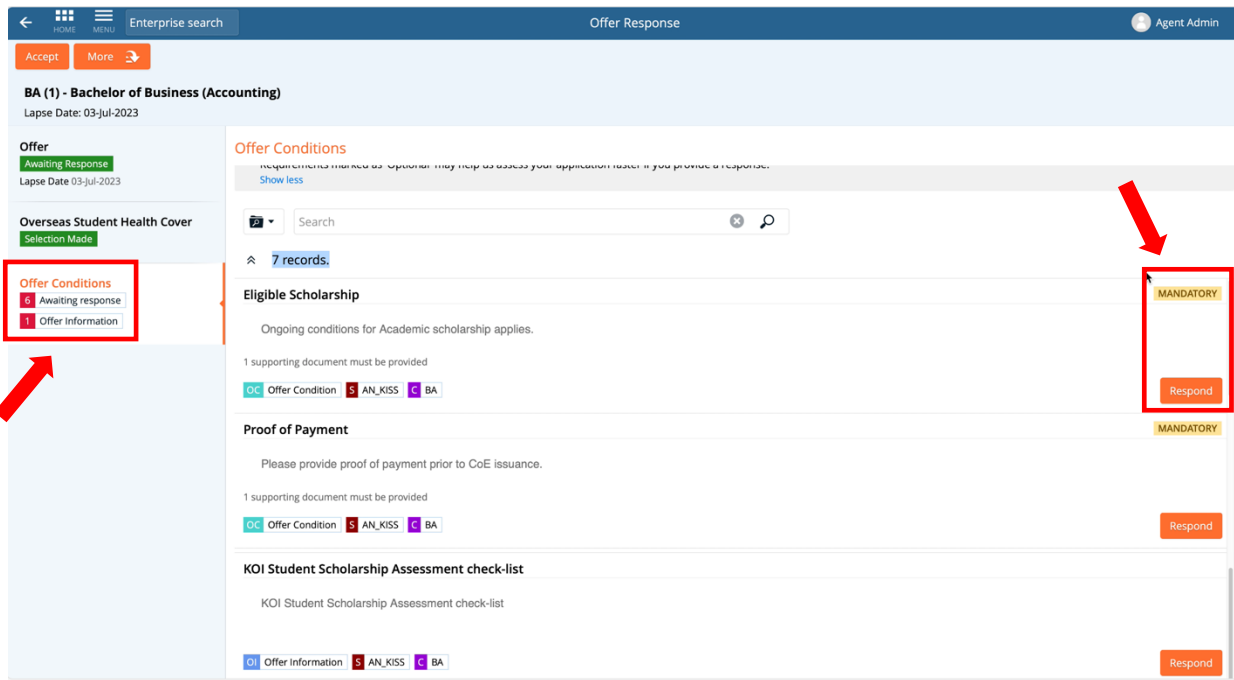 HOME
MENU
Enterprise search
Offer Response
Agent Admin
Accept
More
BA (1) - Bachelor of Business (Accounting)
Lapse Date: 03-Jul-2023
Offer
Awaiting Response
Lapse Date 03-Jul-2023
Overseas Student Health Cover
Selection Made
Offer Conditions
6 Awaiting response
1 Offer Information
Offer Conditions
Requirements marked as 'Optional' may help us assess your application faster if you provide a response.
Show less
Search
7 records.
Eligible Scholarship
MANDATORY
Ongoing conditions for Academic scholarship applies.
1 supporting document must be provided
OC Offer Condition S AN_KISS C BA
Respond
Proof of Payment
MANDATORY
Please provide proof of payment prior to CoE issuance.
1 supporting document must be provided
OC Offer Condition S AN_KISS C BA
Respond
KOI Student Scholarship Assessment check-list
KOI Student Scholarship Assessment check-list
OI Offer Information S AN_KISS C BA
Respond